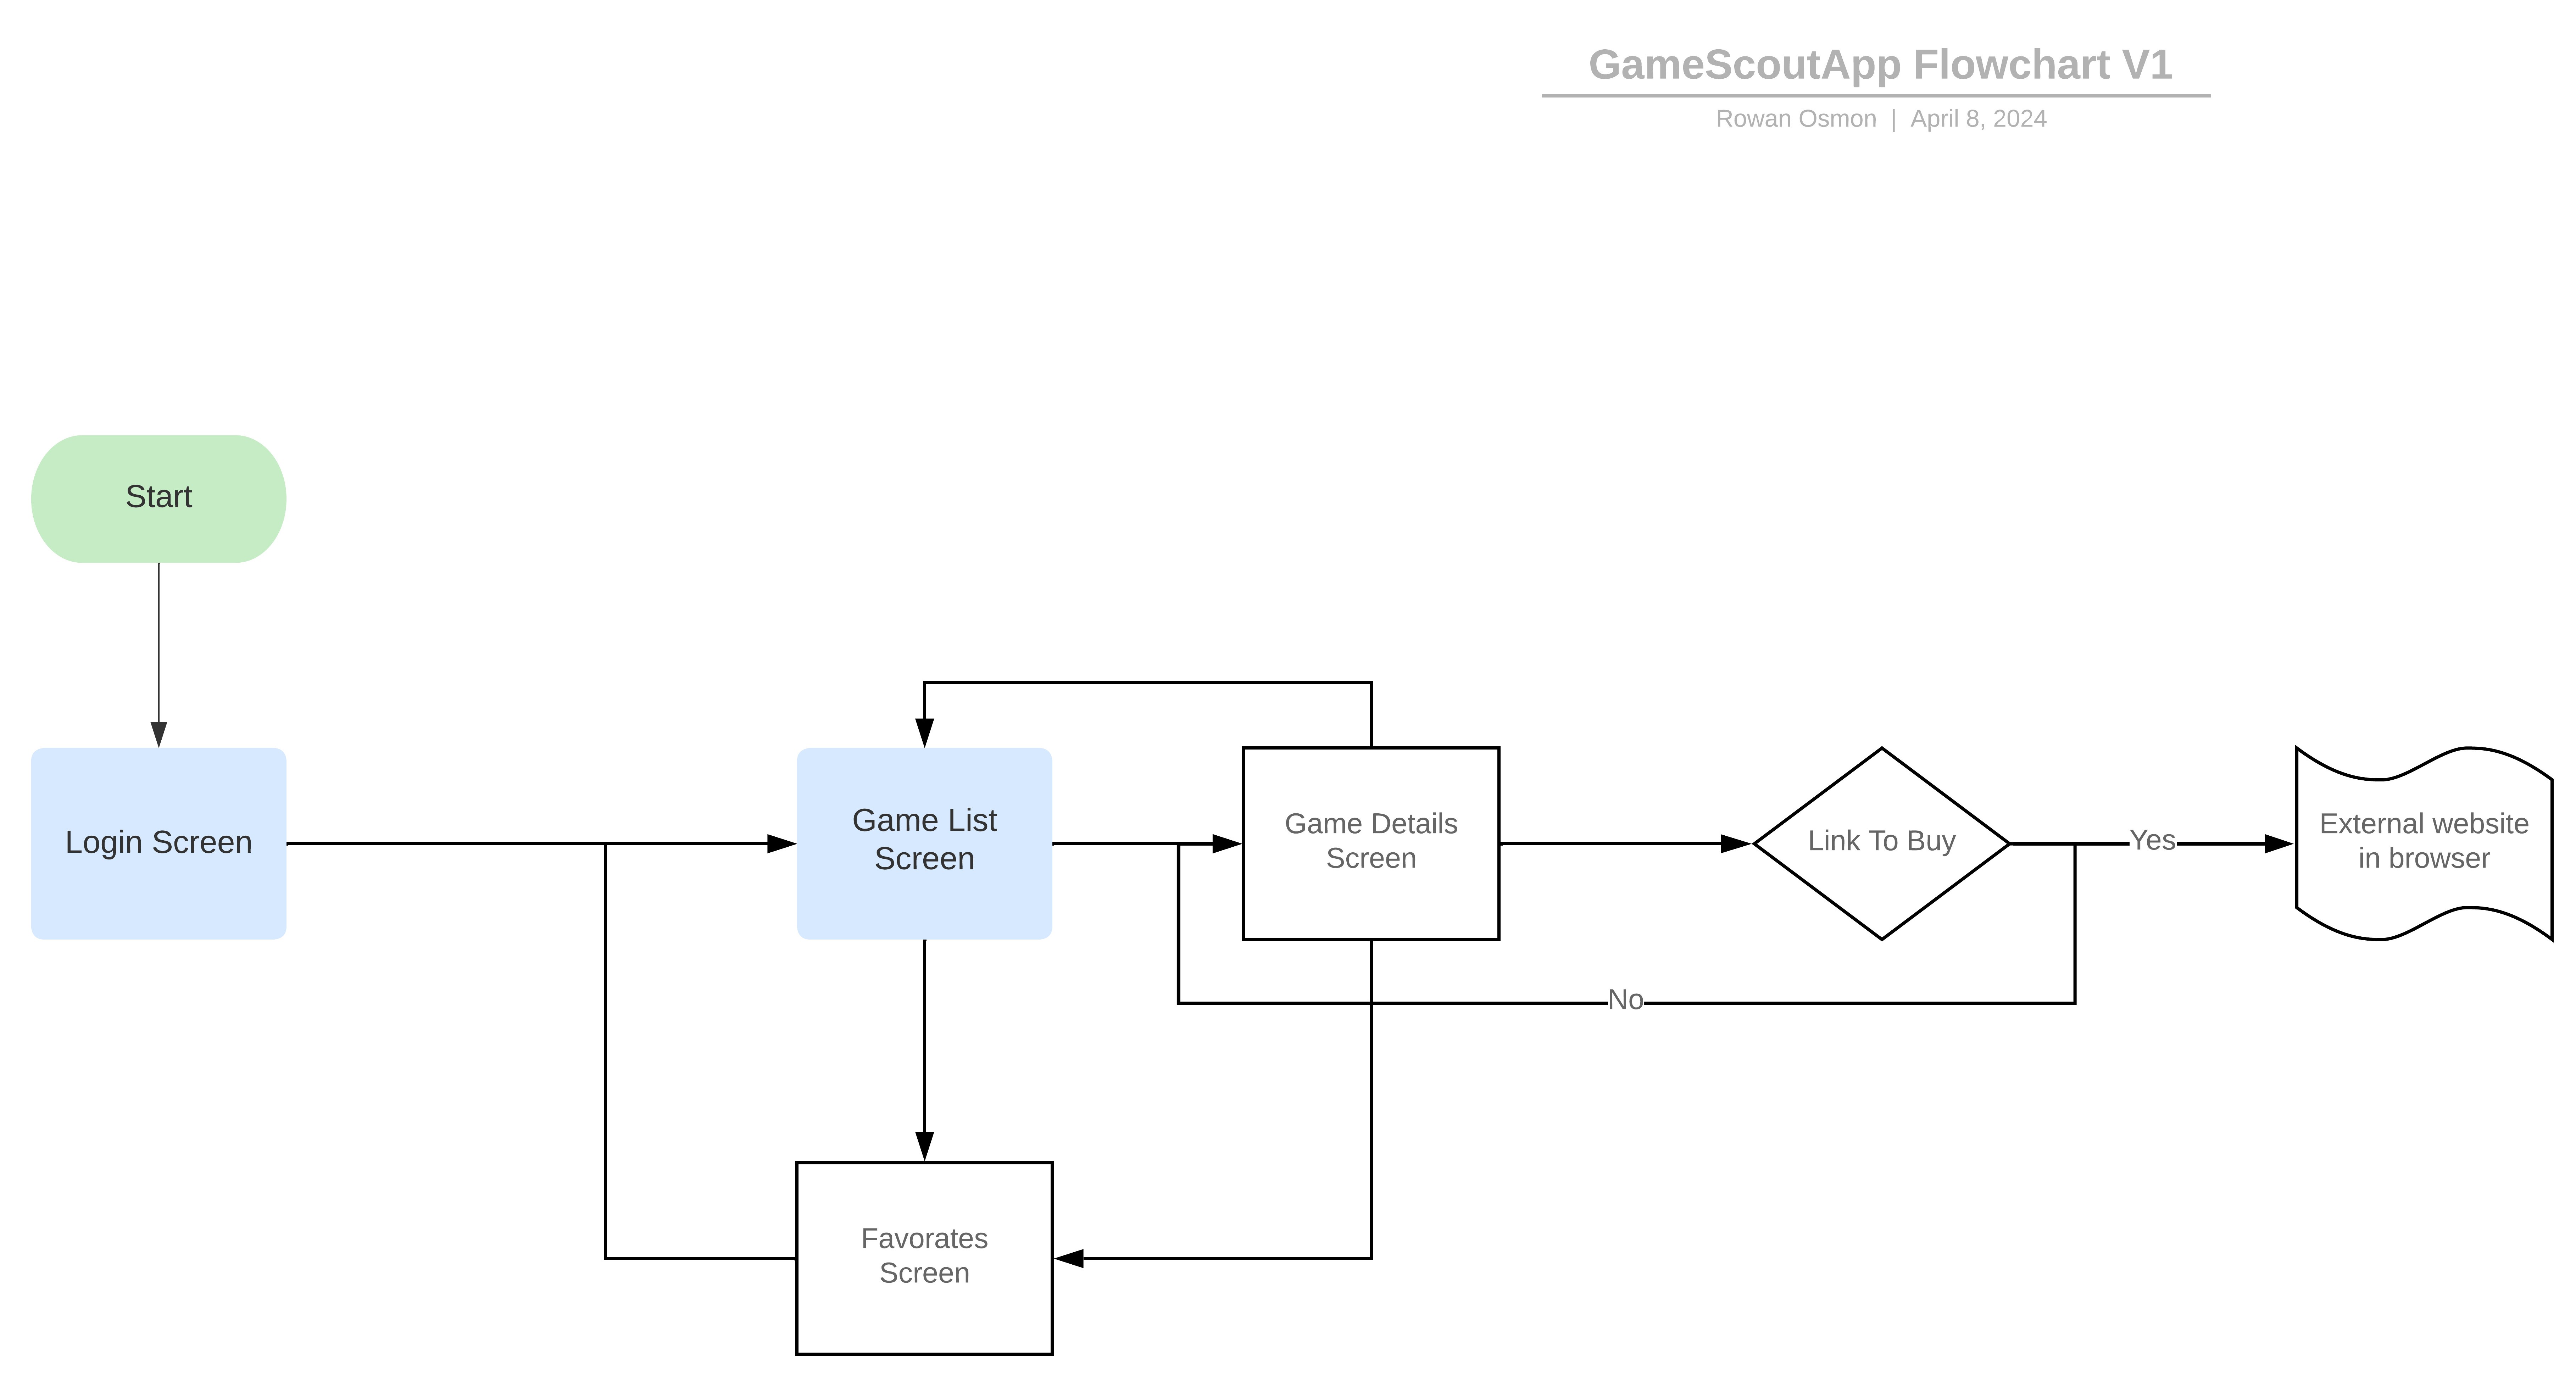 GameScoutApp Flowchart V1
Rowan Osmon | April 8, 2024
Start
Login Screen
Game List
Screen
Game Details
Screen
Link To Buy
Yes
External website
in browser
No
Favorates
Screen